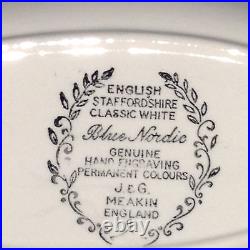 ENGLISH
STAFFORDSHIRE
CLASSIC WHITE
Blue Nordic
GENUINE
HAND ENGRAVING
PERMANENT COLOURS
J & G.
MEAKIN
ENGLAND